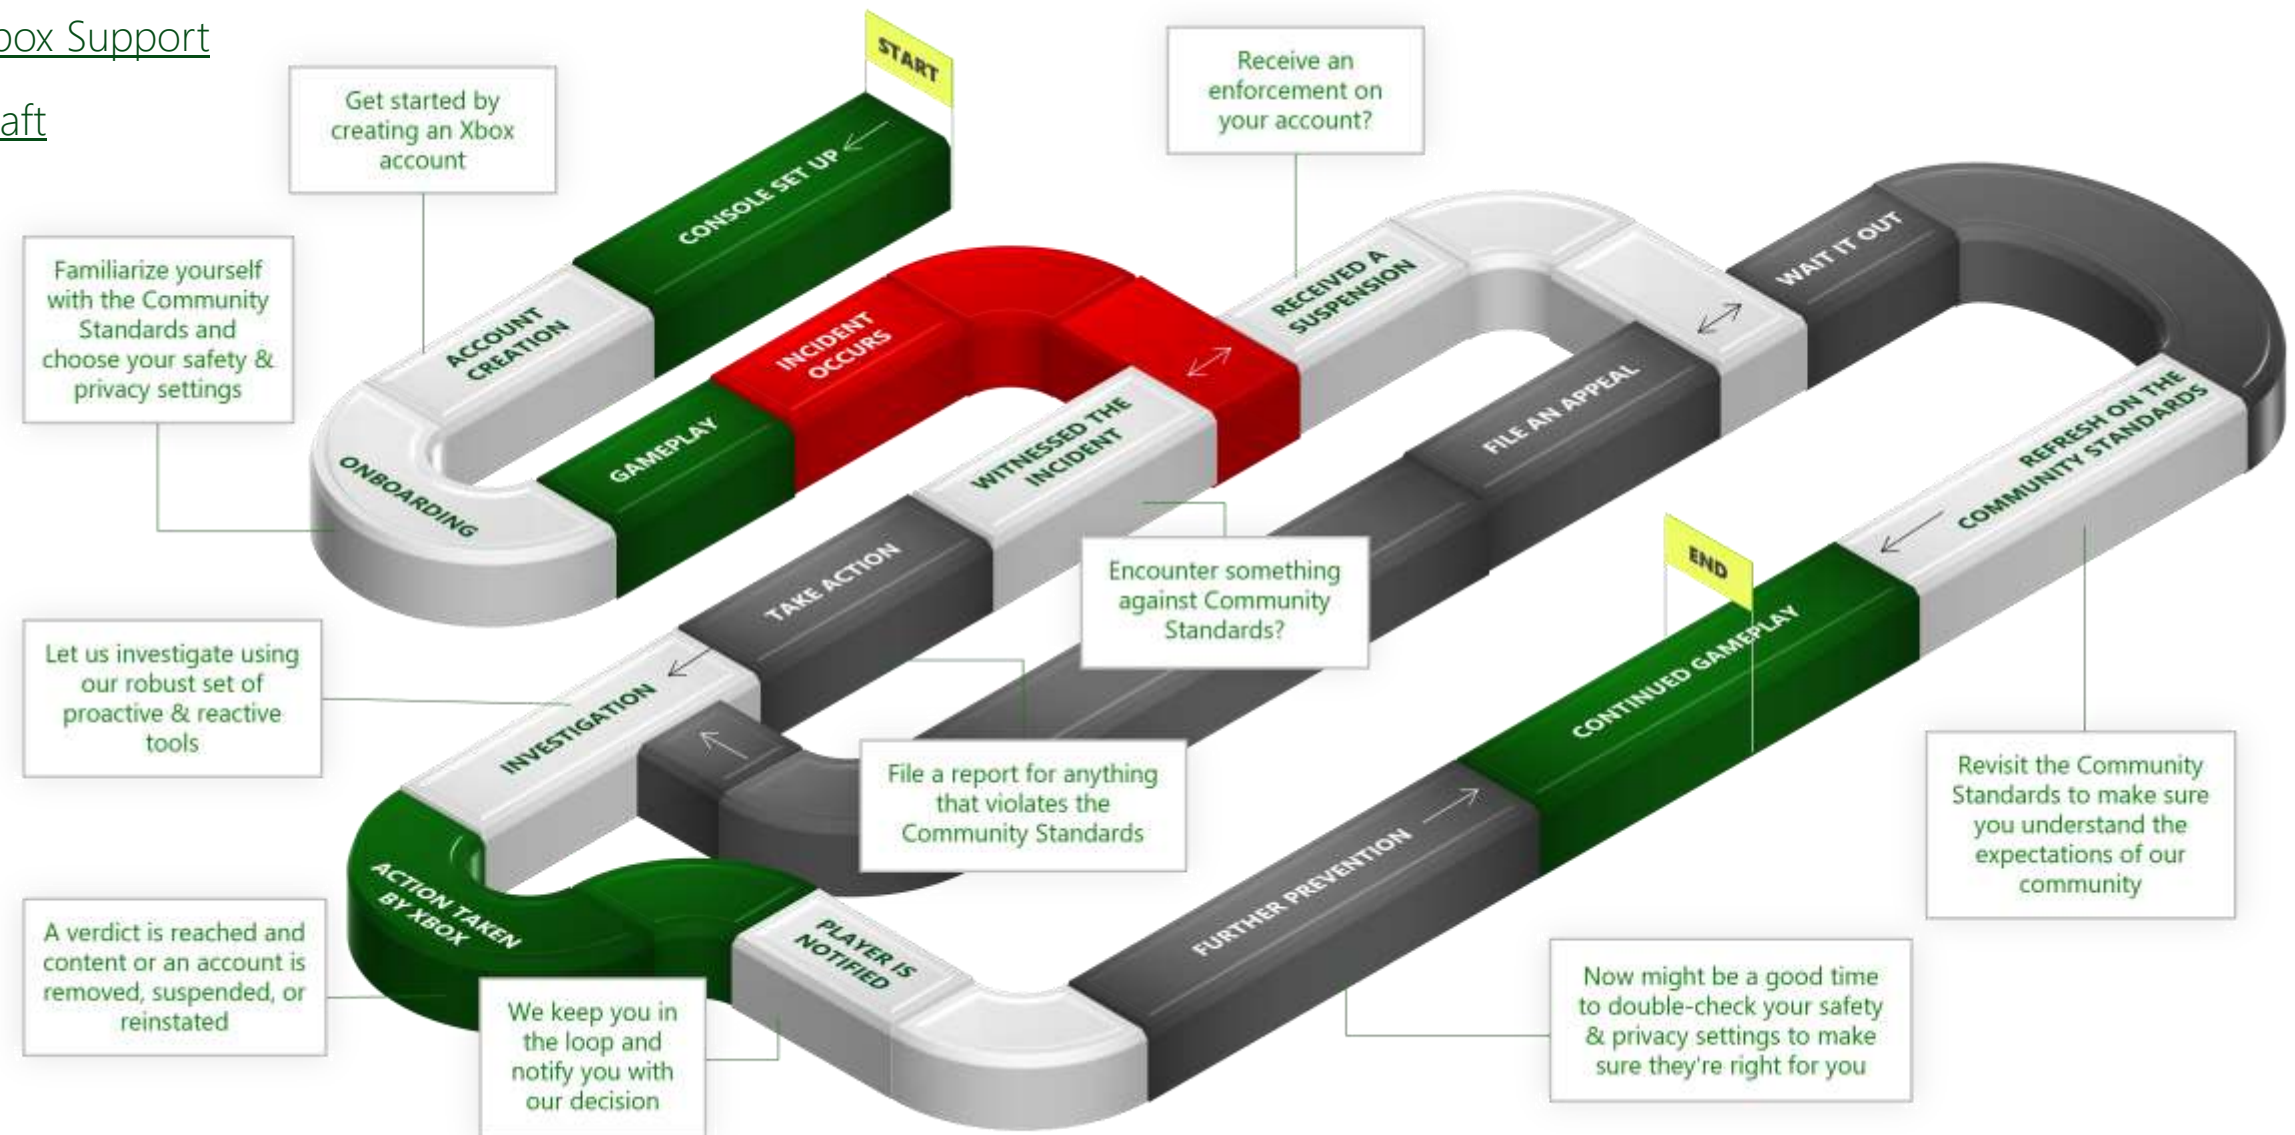 Support
START
Get started by
creating an Xbox
account
CONSOLE SET UP
Receive an
enforcement on
your account?
Familiarize yourself
with the Community
Standards and
choose your safety &
privacy settings
ACCOUNT
CREATION
ONBOARDING
GAMEPLAY
INCIDENT
OCCURS
RECEIVED A
SUSPENSION
WAIT IT OUT
WITNESSED THE
INCIDENT
FILE AN APPEAL
REFRESH ON THE
COMMUNITY STANDARDS
Encounter something
against Community
Standards?
TAKE ACTION
END
Let us investigate using
our robust set of
proactive & reactive
tools
INVESTIGATION
CONTINUED GAMEPLAY
File a report for anything
that violates the
Community Standards
Revisit the Community
Standards to make sure
you understand the
expectations of our
community
ACTION TAKEN
BY XBOX
FURTHER PREVENTION
A verdict is reached and
content or an account is
removed, suspended, or
reinstated
PLAYER IS
NOTIFIED
We keep you in
the loop and
notify you with
our decision
Now might be a good time
to double-check your safety
& privacy settings to make
sure they're right for you